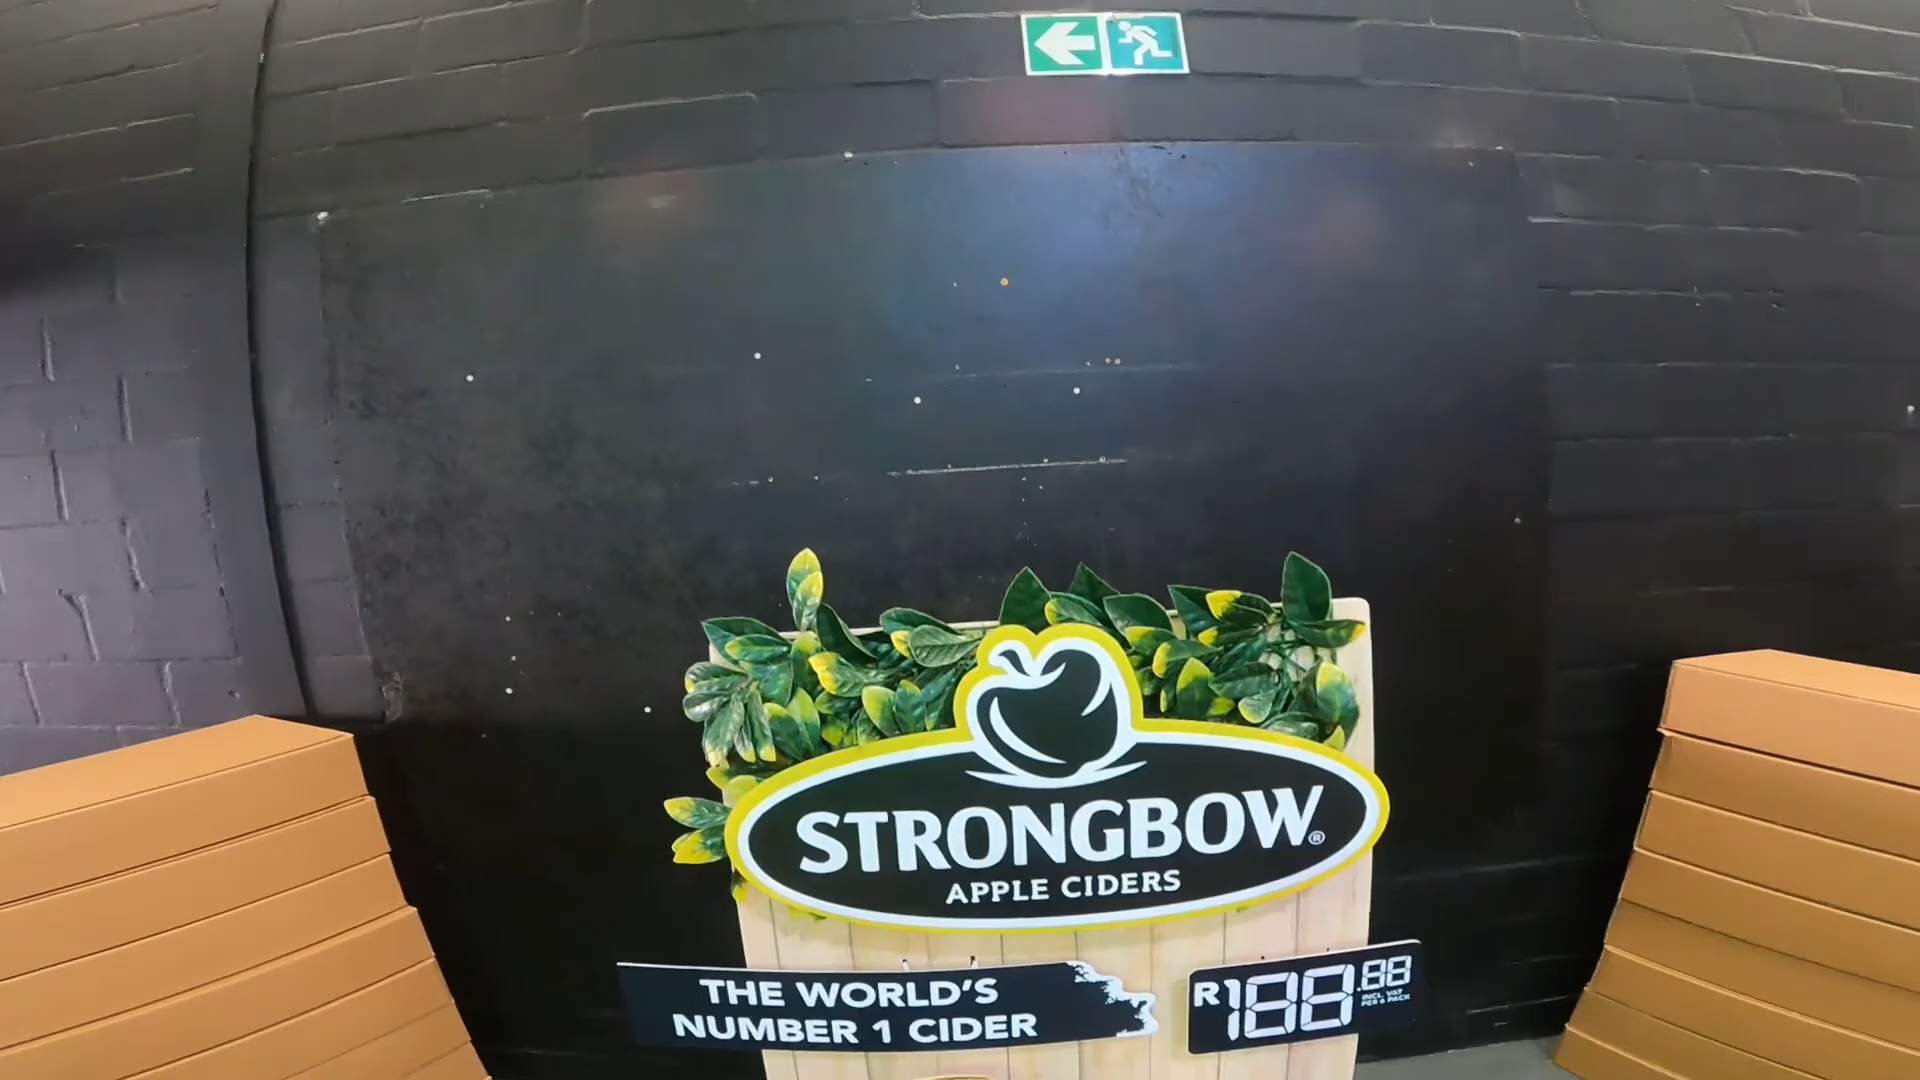 STRONGBOW®
APPLE CIDERS
THE WORLD'S
NUMBER 1 CIDER
R188.88
INCL. VAT
PER 6 PACK